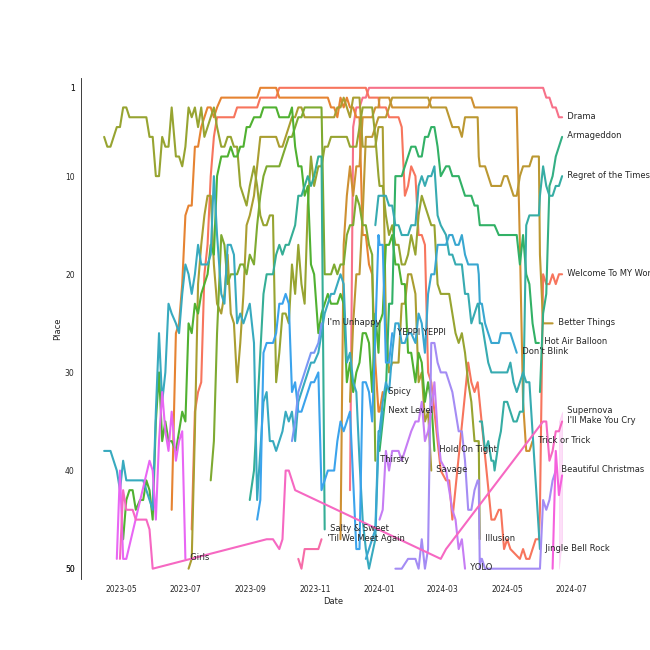 1
Drama
Armageddon
10
Regret of the Times
20
Welcome To MY Wor
I'm Unhappy
Better Things
YEPPI YEPPI
Hot Air Balloon
Don't Blink
30
Spicy
Next Level
Supernova
I'll Make You Cry
Trick or Trick
40
Hold On Tight
Thirsty
Savage
Beautiful Christmas
Salty & Sweet
'Til We Meet Again
Illusion
Jingle Bell Rock
Girls
50
YOLO
Place
2023-05
2023-07
2023-09
2023-11
2024-01
2024-03
2024-05
2024-07
Date